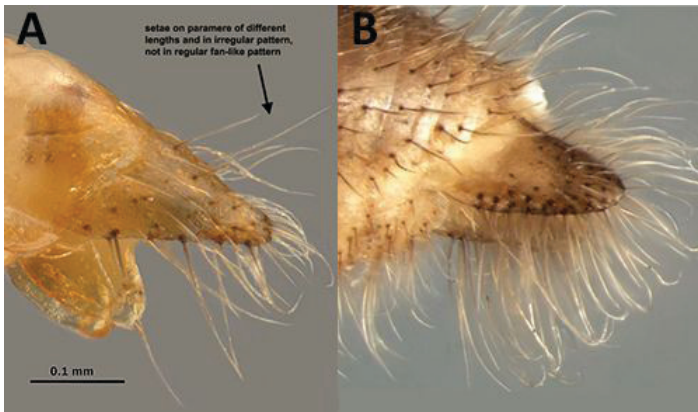 A
setae on paramere of different
lengths and in irregular pattern,
not in regular fan-like pattern
B
0.1 mm